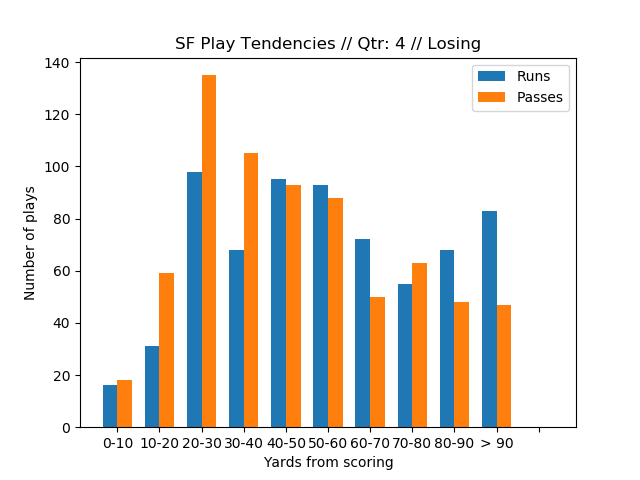 SF Play Tendencies // Qtr: 4 // Losing
Runs
Passes
Number of plays
140
120
100
80
60
40
20
0
0-10 10-20 20-30 30-40 40-50 50-60 60-70 70-80 80-90 > 90
Yards from scoring